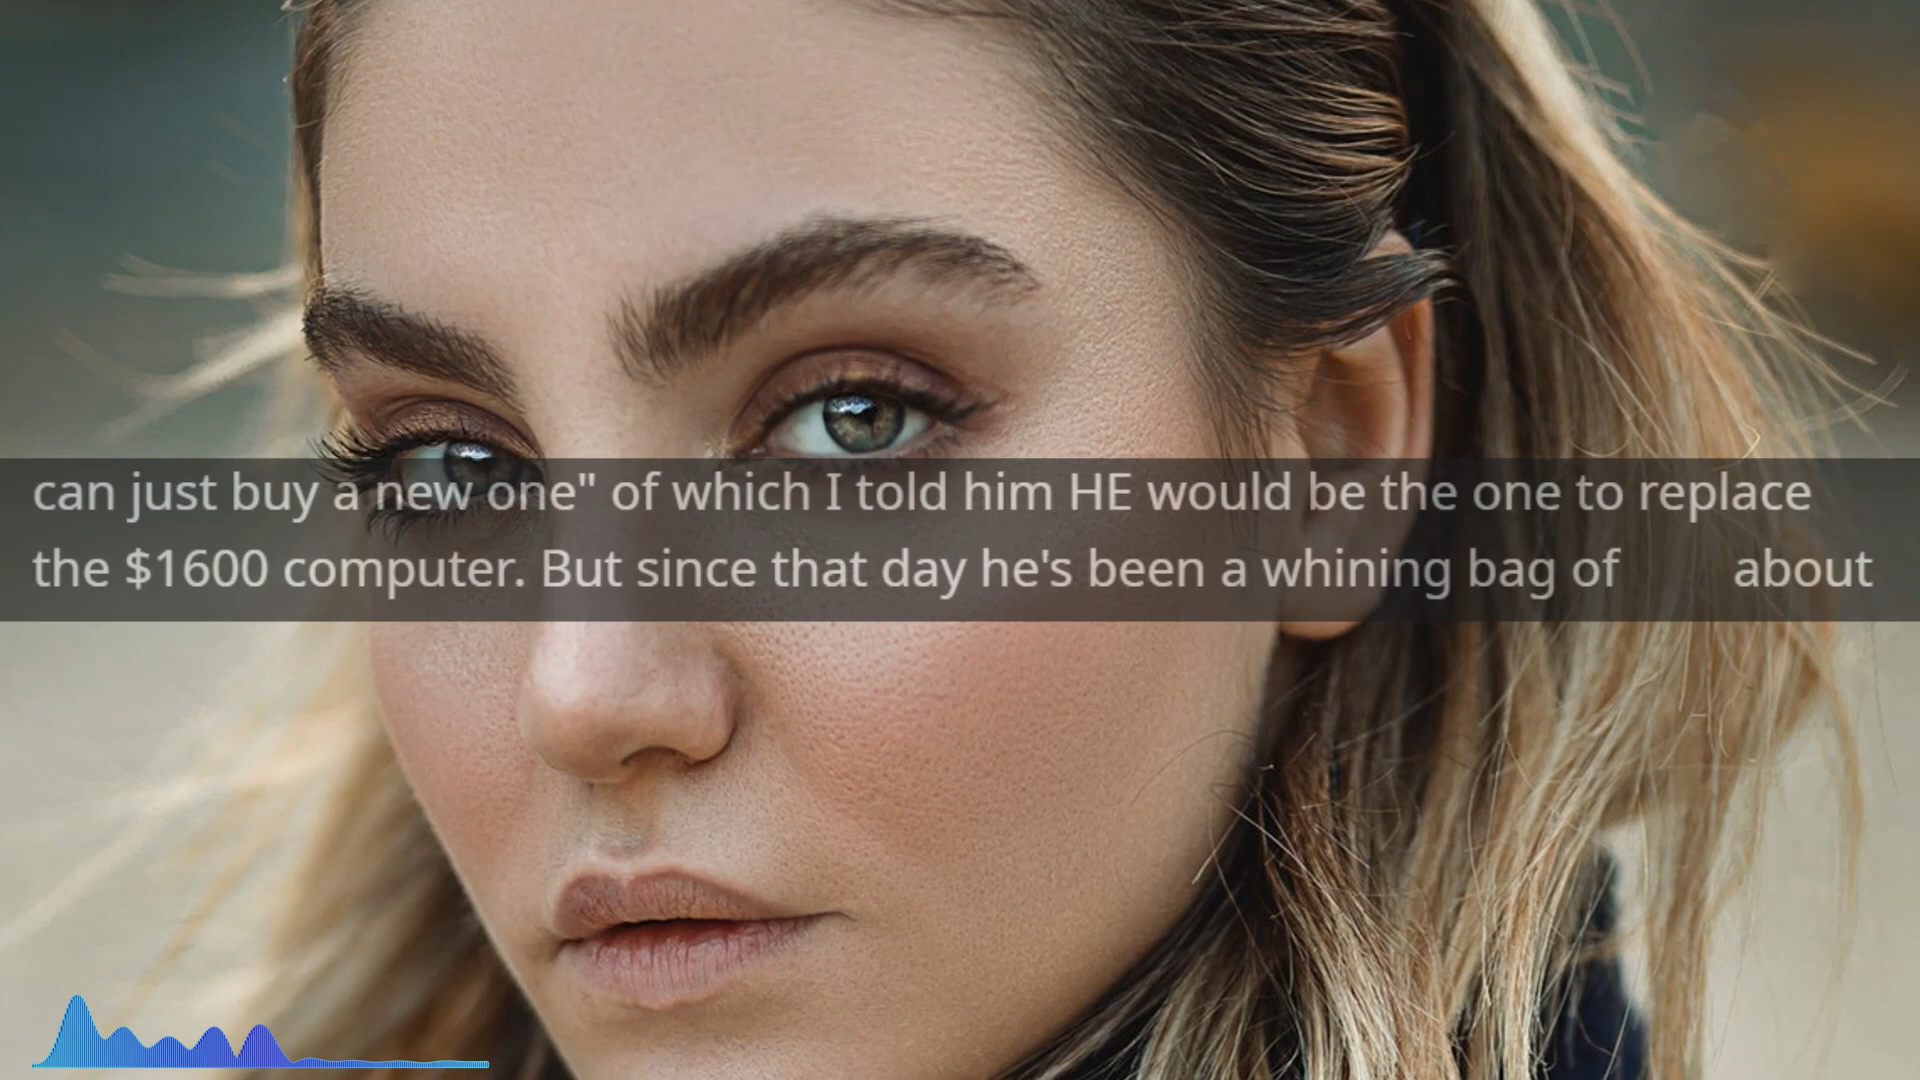 can just buy a new one" of which I told him HE would be the one to replace
the $1600 computer. But since that day he's been a whining bag of about